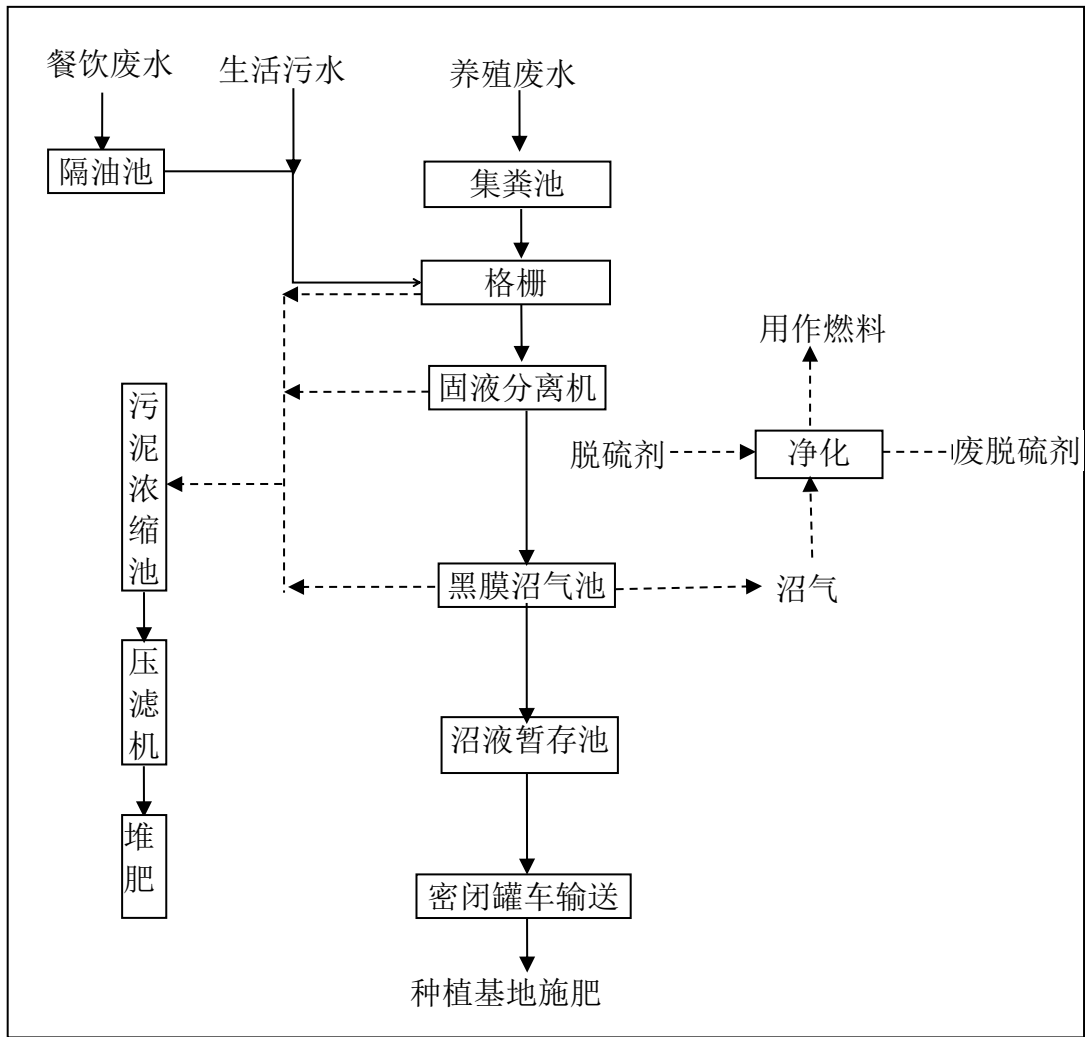 餐饮废水
生活污水
养殖废水
隔油池
集粪池
格栅
用作燃料
固液分离机
脱硫剂
净化
废脱硫剂
污泥浓缩池
黑膜沼气池
沼气
压滤机
沼液暂存池
堆肥
密闭罐车输送
种植基地施肥